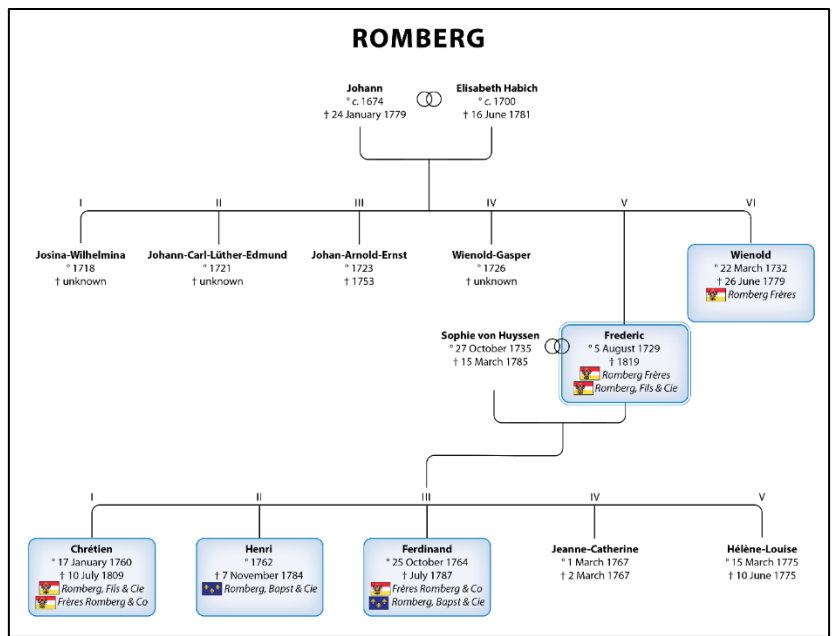 ROMBERG
Johann
° c. 1674
† 24 January 1779
Elisabeth Habich
° c. 1700
† 16 June 1781
I
II
III
IV
V
VI
Josina-Wilhelmina
° 1718
† unknown
Johann-Carl-Lüther-Edmund
° 1721
† unknown
Johan-Arnold-Ernst
° 1723
† 1753
Wienold-Gasper
° 1726
† unknown
Wienold
° 22 March 1732
† 26 June 1779
Romberg Frères
Sophie von Huyssen
° 27 October 1735
† 15 March 1785
Frederic
° 5 August 1729
† 1819
Romberg Frères
Romberg, Fils & Cie
I
II
III
IV
V
Chrétien
° 17 January 1760
† 10 July 1809
Romberg, Fils & Cie
Frères Romberg & Co
Henri
° 1762
† 7 November 1784
Romberg, Bapst & Cie
Ferdinand
° 25 October 1764
† July 1787
Frères Romberg & Co
Romberg, Bapst & Cie
Jeanne-Catherine
° 1 March 1767
† 2 March 1767
Hélène-Louise
° 15 March 1775
† 10 June 1775